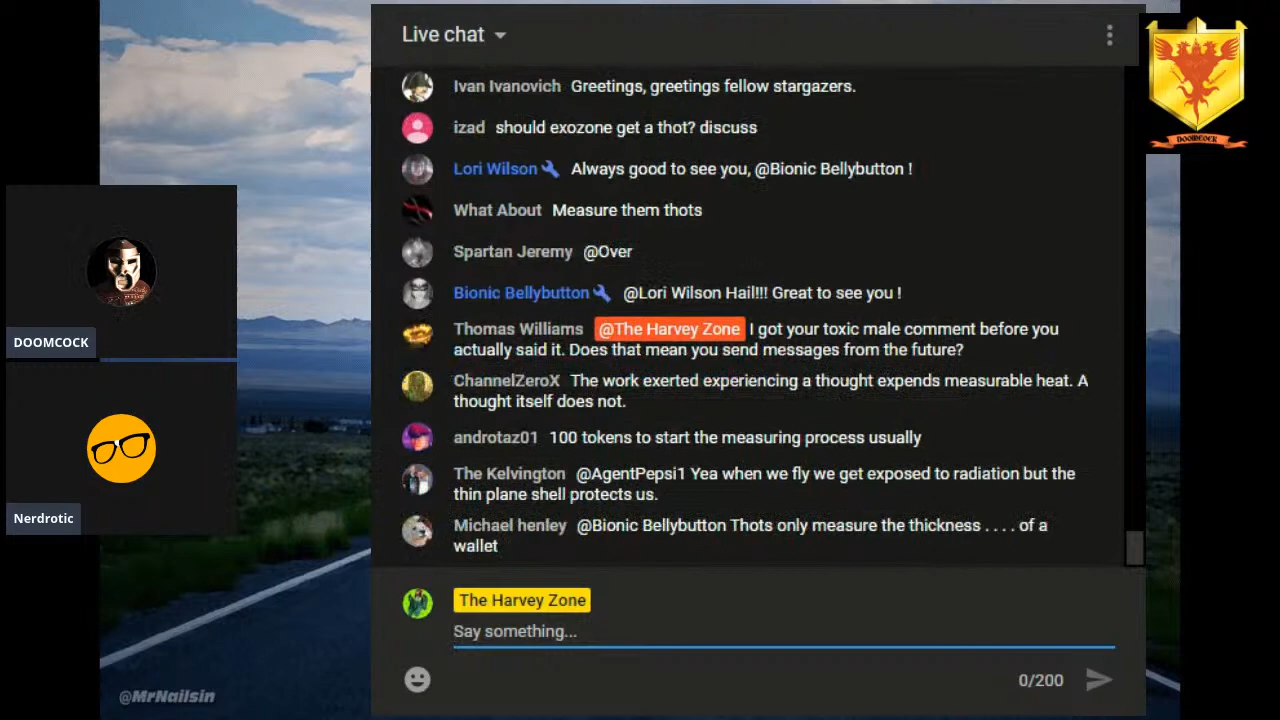 Live chat
DOOMCOCK
Ivan Ivanovich Greetings, greetings fellow stargazers.
izad should exozone get a thot? discuss
Lori Wilson Always good to see you, @Bionic Bellybutton !
What About Measure them thots
Spartan Jeremy @Over
Bionic Bellybutton @Lori Wilson Hail!!! Great to see you !
Thomas Williams @The Harvey Zone I got your toxic male comment before you
actually said it. Does that mean you send messages from the future?
ChannelZeroX The work exerted experiencing a thought expends measurable heat. A
thought itself does not.
androtaz01 100 tokens to start the measuring process usually
The Kelvington @AgentPepsi1 Yea when we fly we get exposed to radiation but the
thin plane shell protects us.
Michael henley @Bionic Bellybutton Thots only measure the thickness . . . . of a
wallet
The Harvey Zone
Say something...
0/200
DOOMCOCK
Nerdrotic
@MrNailsin